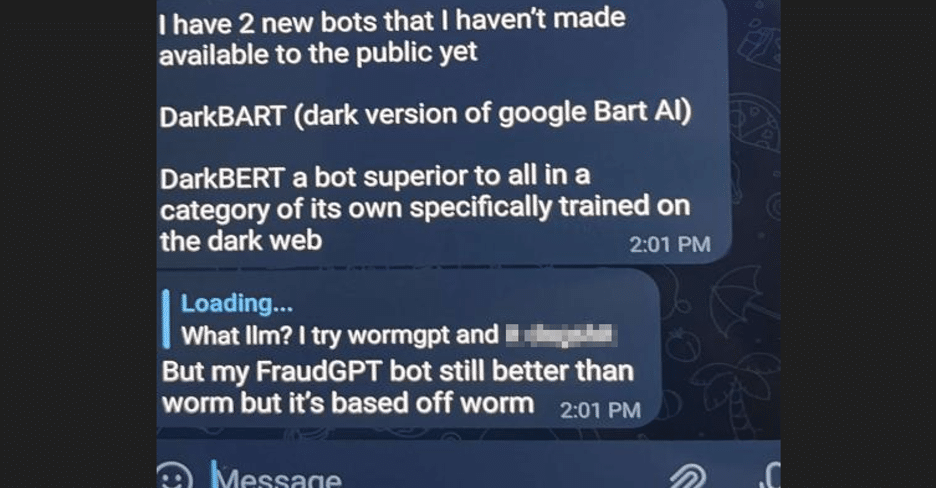 I have 2 new bots that I haven't made
available to the public yet
DarkBART (dark version of google Bart AI)
DarkBERT a bot superior to all in a
category of its own specifically trained on
the dark web
2:01 PM
Loading...
What llm? I try wormgpt and
But my FraudGPT bot still better than
worm but it's based off worm
2:01 PM
Message